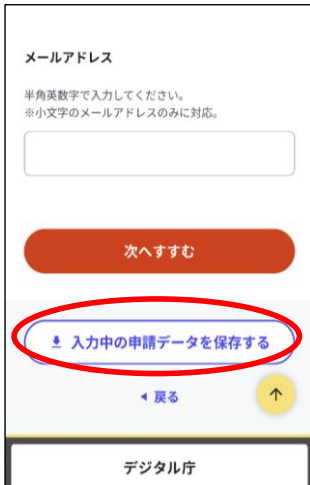 メールアドレス
半角英数字で入力してください。
※小文字のメールアドレスのみに対応。
次へすすむ
入力中の申請データを保存する
戻る
デジタル庁